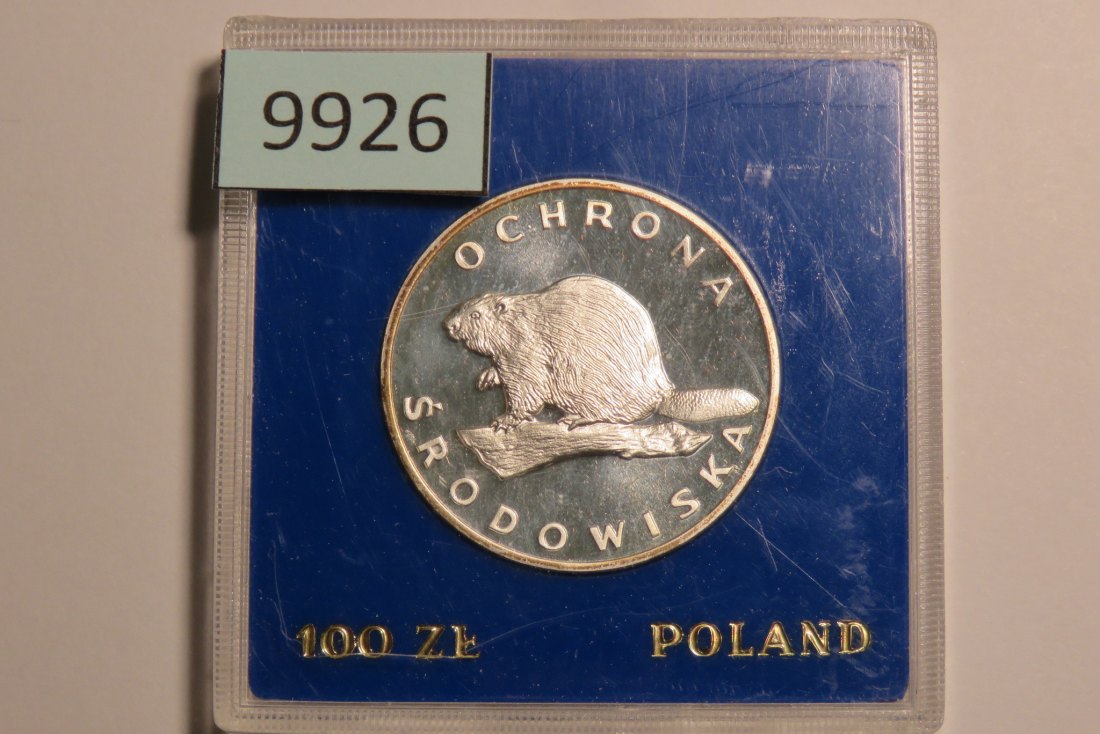 9926
OCHRONA
ŚRODOWISKA
100 ZŁ
POLAND